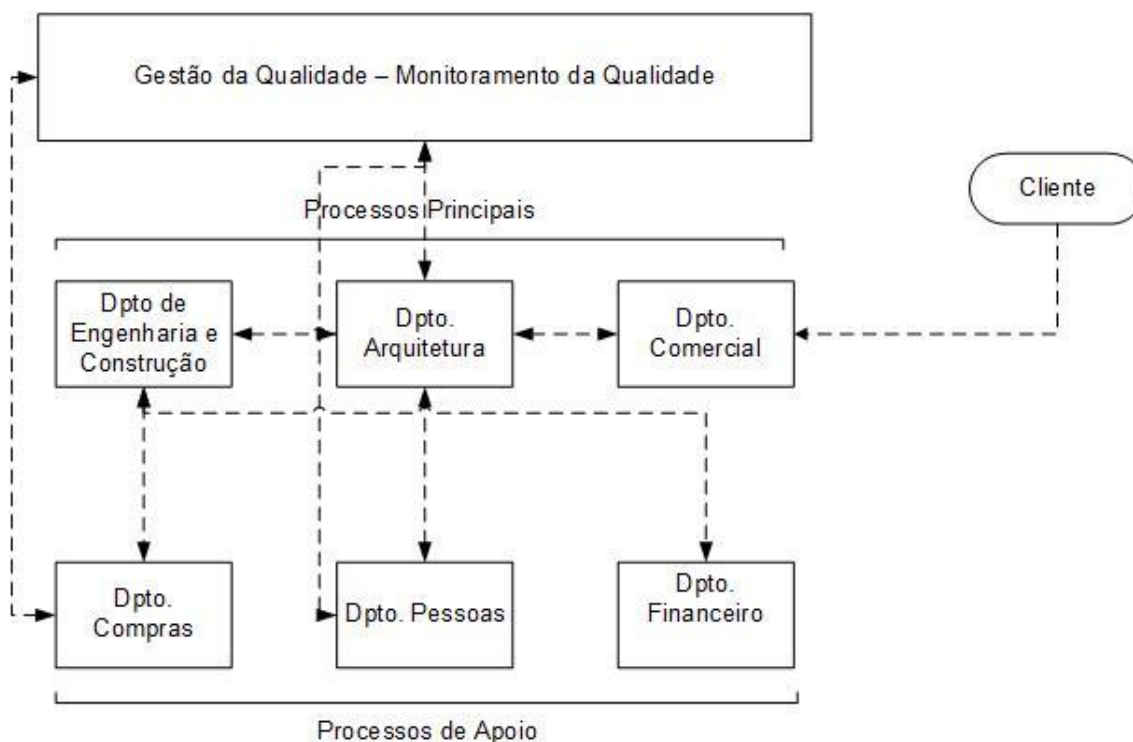 Gestão da Qualidade – Monitoramento da Qualidade
Cliente
Processos Principais
Dpto de
Engenharia e
Construção
Dpto.
Arquitetura
Dpto.
Comercial
Dpto.
Compras
Dpto. Pessoas
Dpto.
Financeiro
Processos de Apoio